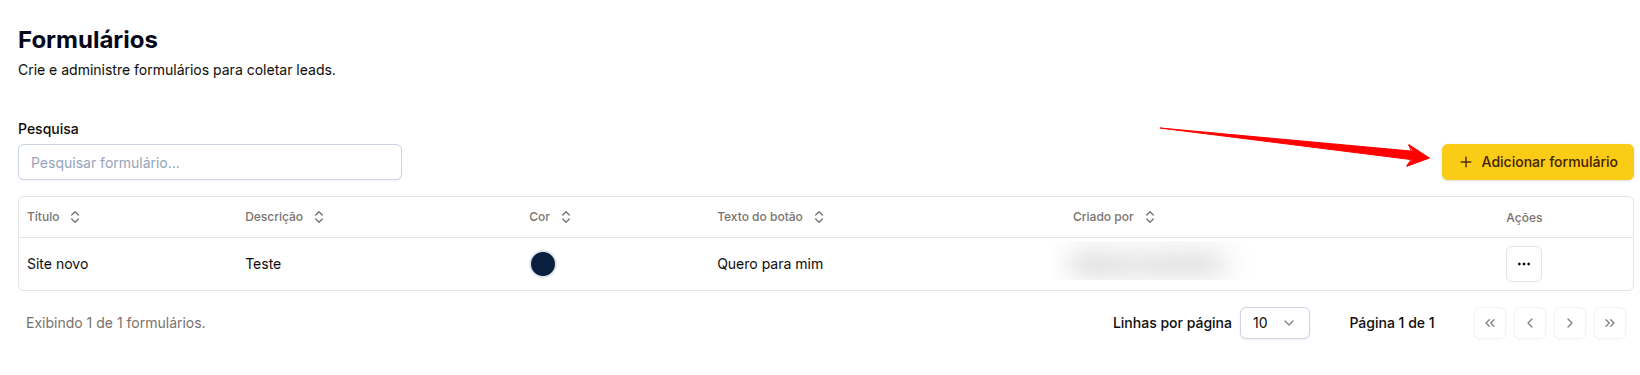 Formulários
Crie e administre formulários para coletar leads.
Pesquisa
Pesquisar formulário...
+ Adicionar formulário
Título Descrição Cor Texto do botão Criado por Ações
Site novo Teste Quero para mim ...
Exibindo 1 de 1 formulários. Linhas por página 10 Página 1 de 1